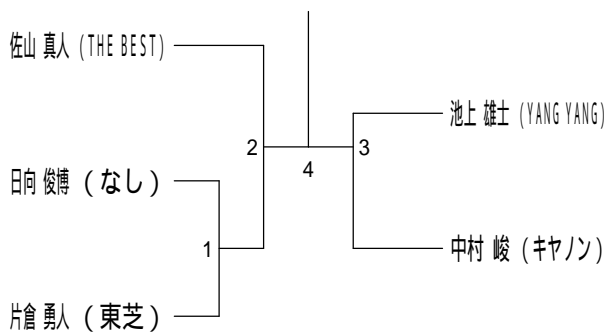 佐山 真人 (THE BEST)
池上 雄士 (YANG YANG)
2
3
4
日向 俊博 (なし)
1
中村 峻 (キヤノン)
片倉 勇人 (東芝)